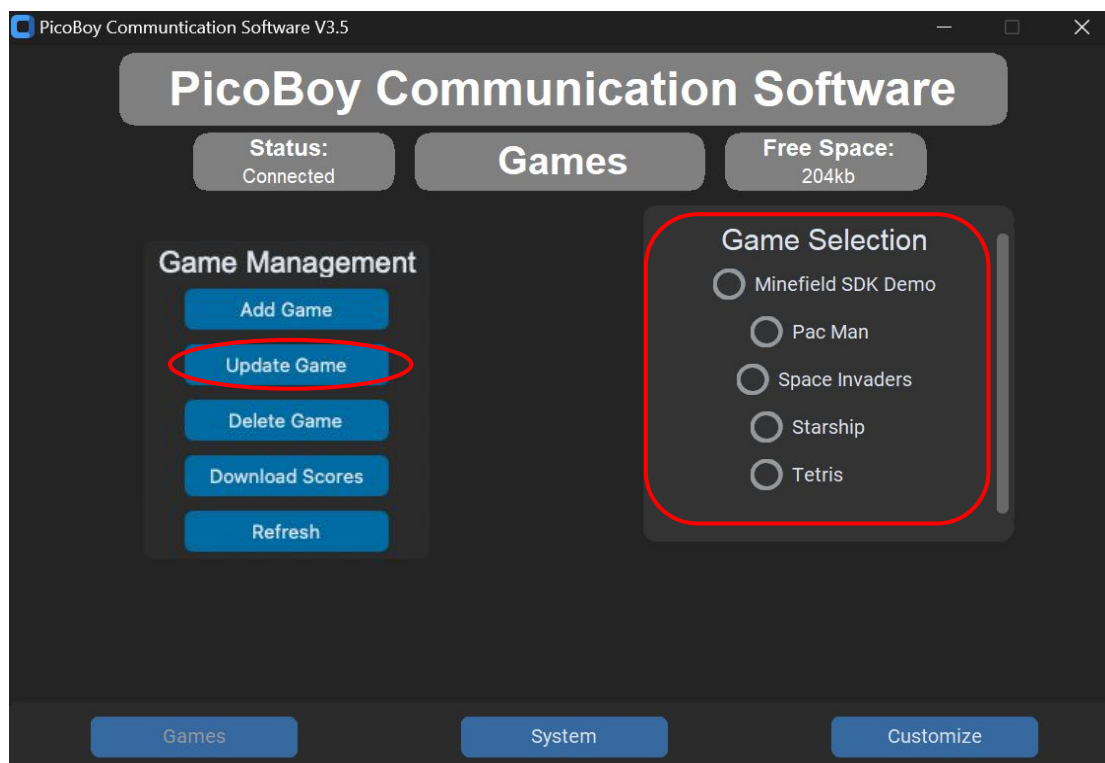 PicoBoy Communtication Software V3.5
PicoBoy Communication Software
Status:
Connected
Games
Free Space:
204kb
Game Management
Add Game
Update Game
Delete Game
Download Scores
Refresh
Game Selection
Minefield SDK Demo
Pac Man
Space Invaders
Starship
Tetris
Games
System
Customize